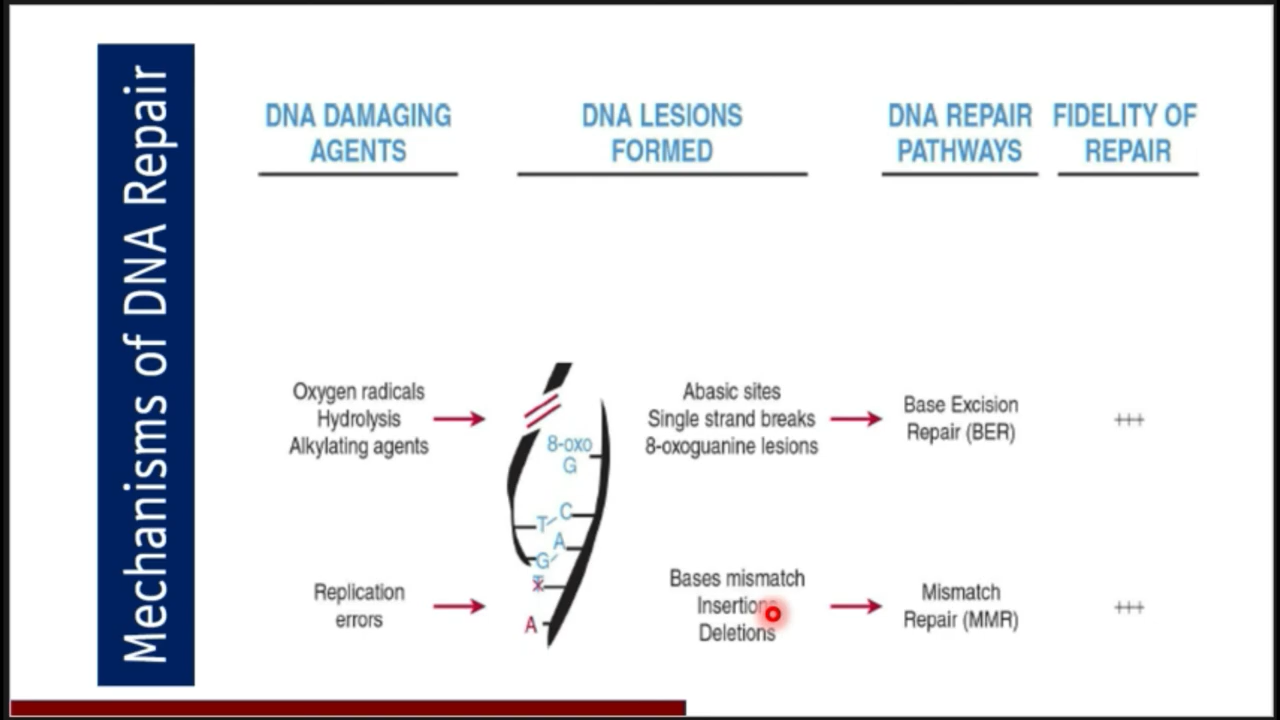 Mechanisms of DNA Repair
DNA DAMAGING
AGENTS
DNA LESIONS
FORMED
DNA REPAIR
PATHWAYS
FIDELITY OF
REPAIR
Oxygen radicals
Hydrolysis
Alkylating agents
8-oxo
G
Abasic sites
Single strand breaks
8-oxoguanine lesions
Base Excision
Repair (BER)
+++
T
C
A
G
T
A
Replication
errors
Bases mismatch
Insertions
Deletions
Mismatch
Repair (MMR)
+++